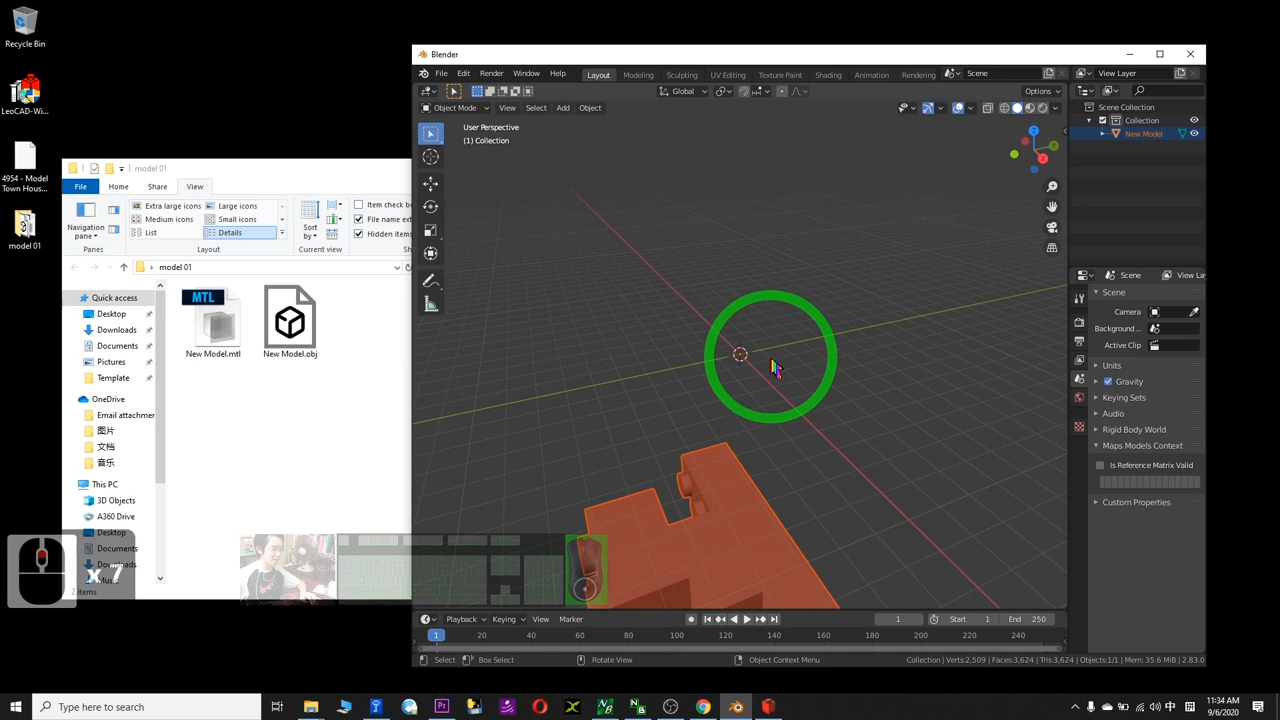 Recycle Bin
LeoCAD-Wi...
4954 - Model
Town Hous...
model 01
model 01
File
Home
Share
View
Extra large icons
Large icons
Medium icons
Small icons
List
Details
Navigation
pane
Sort
by
Item check b
File name ext
Hidden items
Panes
Layout
Current view
Sh
model 01
Quick access
Desktop
Downloads
Documents
Pictures
Template
OneDrive
Email attachmer
图片
文档
音乐
This PC
3D Objects
A360 Drive
Desktop
Documents
Downloads
Music
2 items
MTL
New Model.mtl
New Model.obj
x 7
Blender
File
Edit
Render
Window
Help
Layout
Modeling
Sculpting
UV Editing
Texture Paint
Shading
Animation
Rendering
Scene
View Layer
Global
Options
Object Mode
View
Select
Add
Object
User Perspective
(1) Collection
Z
Y
X
Scene Collection
Collection
New Model
Scene
View Lay
Scene
Camera
Background ..
Active Clip
Units
Gravity
Keying Sets
Audio
Rigid Body World
Maps Models Context
Is Reference Matrix Valid
Custom Properties
Playback
Keying
View
Marker
1
Start
1
End
250
1
20
40
60
80
100
120
140
160
180
200
220
240
Select
Box Select
Rotate View
Object Context Menu
Collection | Verts:2,509 | Faces:3,624 | Tris:3,624 | Objects:1/1 | Mem: 35.6 MiB | 2.83.0
Type here to search
Pr
N
B
N
B
中
11:34 AM
9/6/2020